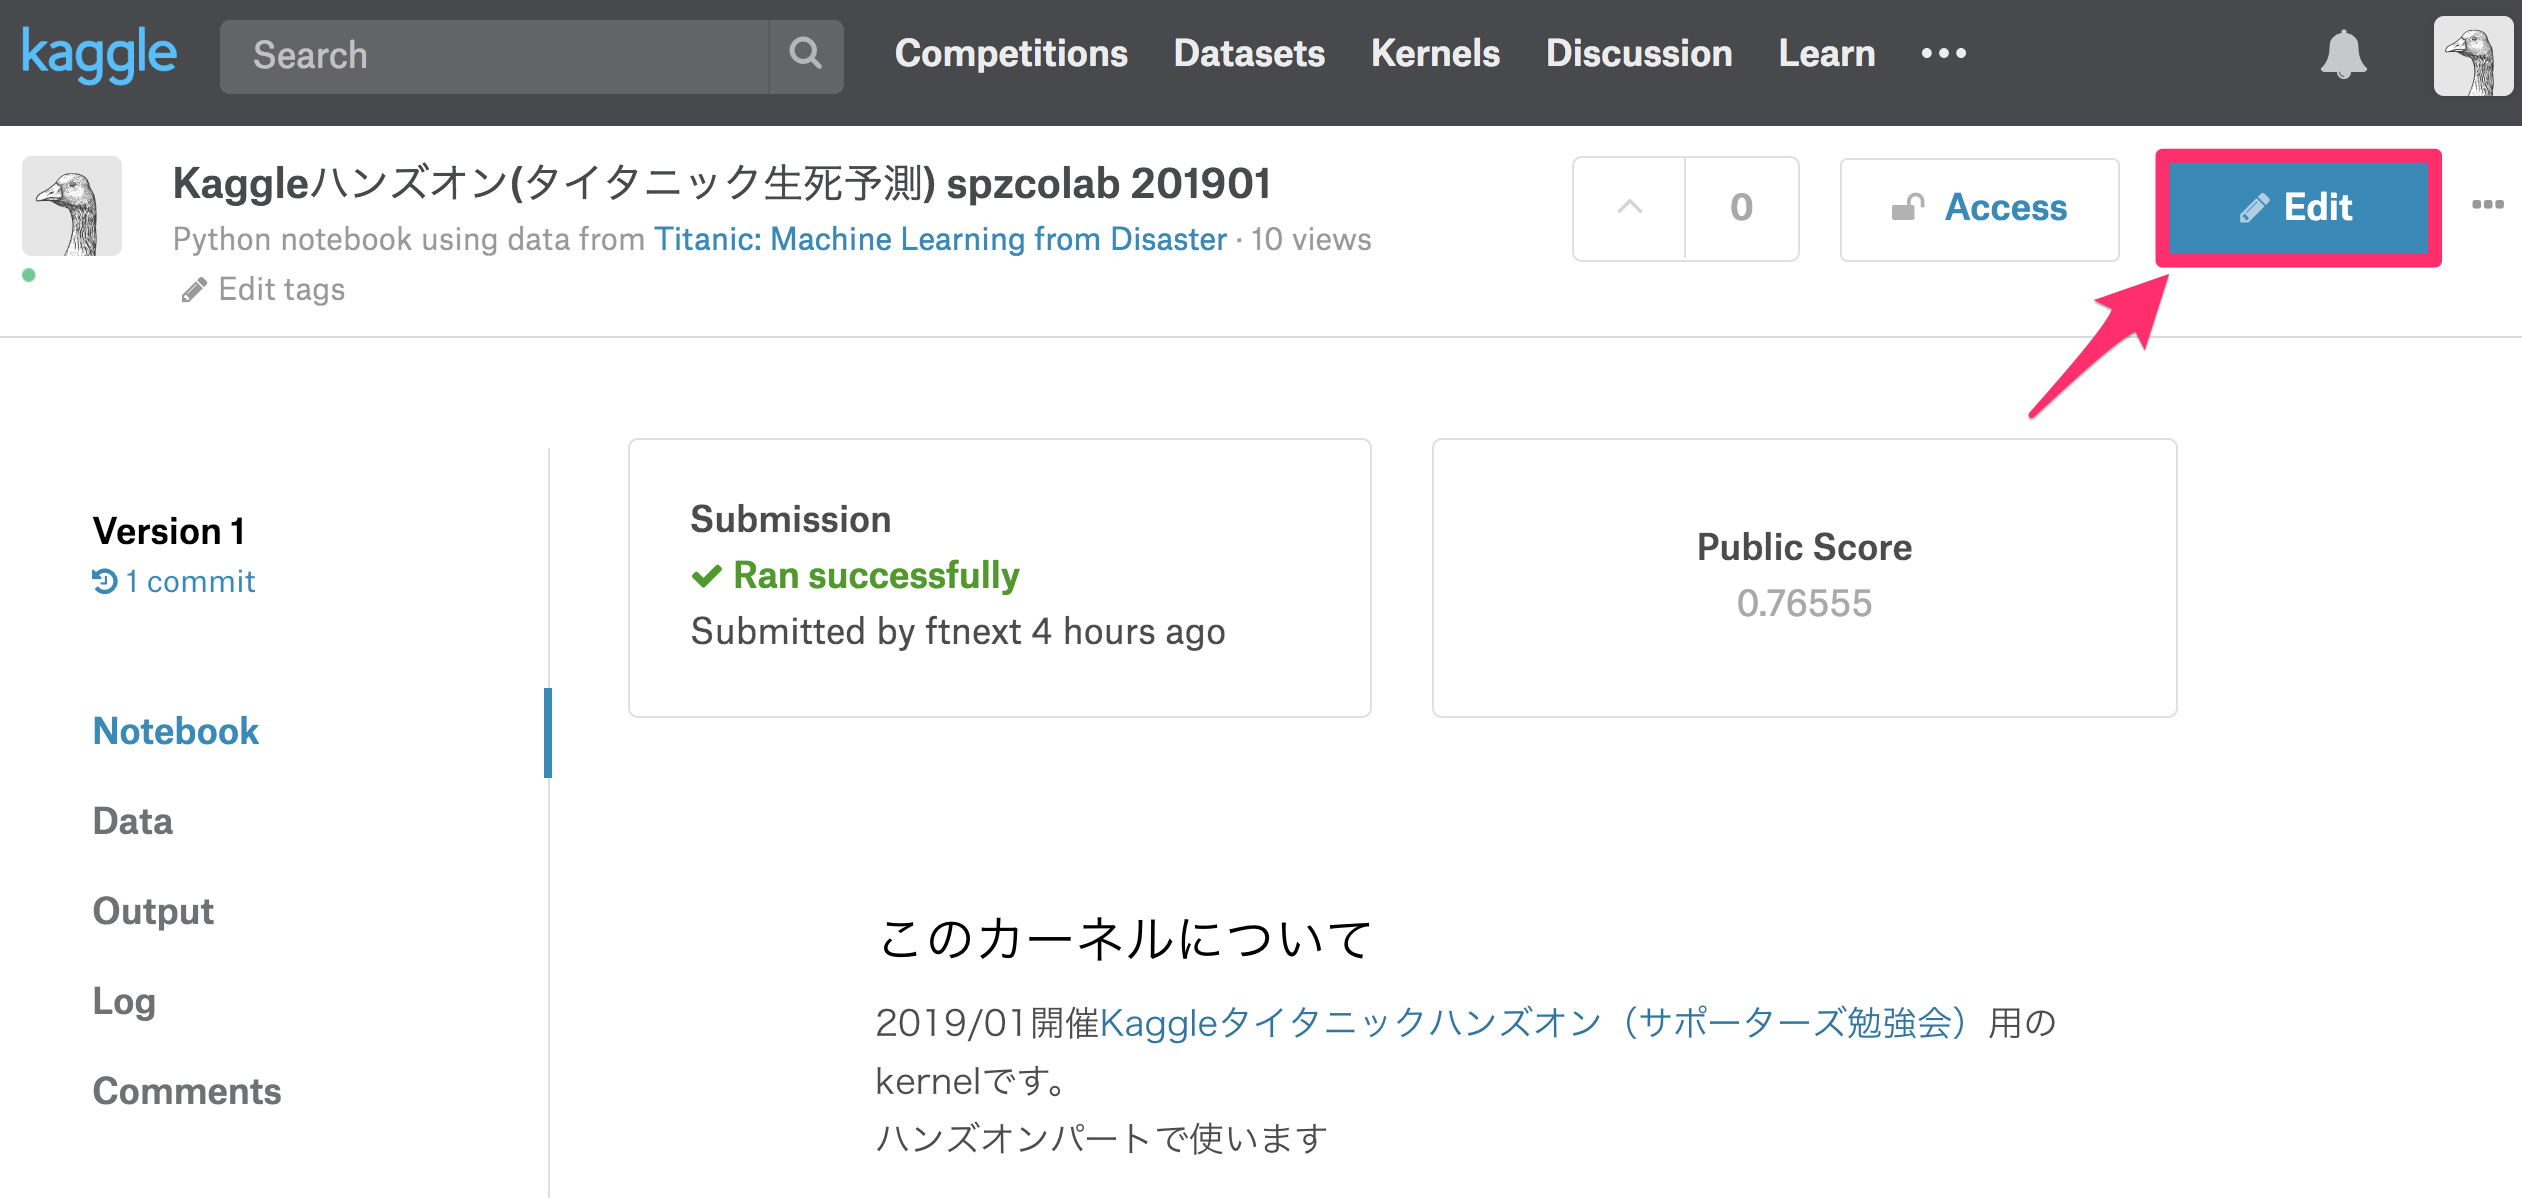 kaggle
Search
Competitions Datasets Kernels Discussion Learn
Kaggleハンズオン(タイタニック生死予測) spzcolab 201901
Python notebook using data from Titanic: Machine Learning from Disaster · 10 views
Edit tags
0
Access
Edit
Version 1
1 commit
Notebook
Data
Output
Log
Comments
Submission
Ran successfully
Submitted by ftnext 4 hours ago
Public Score
0.76555
このカーネルについて
2019/01開催Kaggleタイタニックハンズオン（サポーターズ勉強会）用の
kernelです。
ハンズオンパートで使います